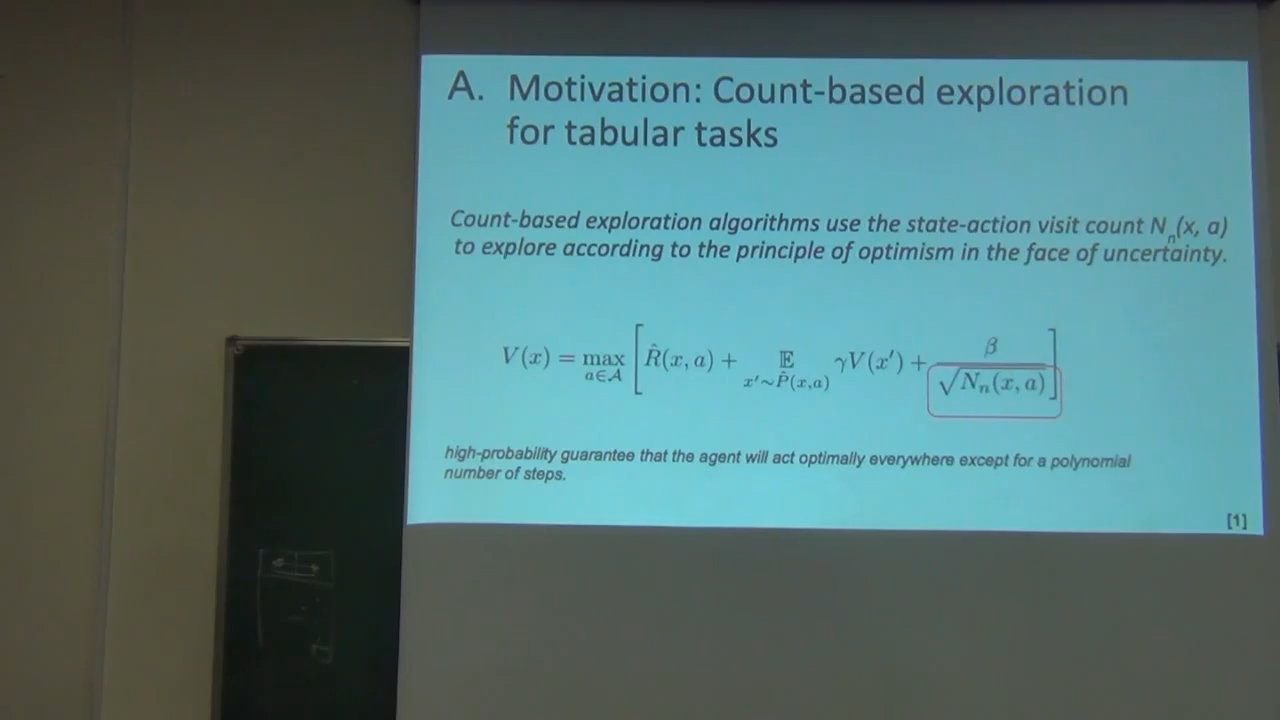 A. Motivation: Count-based exploration
for tabular tasks
Count-based exploration algorithms use the state-action visit count Nₙ(x, a)
to explore according to the principle of optimism in the face of uncertainty.
V(x) = max_{a∈𝒜} [ R̂(x, a) + 𝔼_{x′∼P̂(x,a)} γV(x′) + β / √Nₙ(x, a) ]
high-probability guarantee that the agent will act optimally everywhere except for a polynomial
number of steps.
[1]